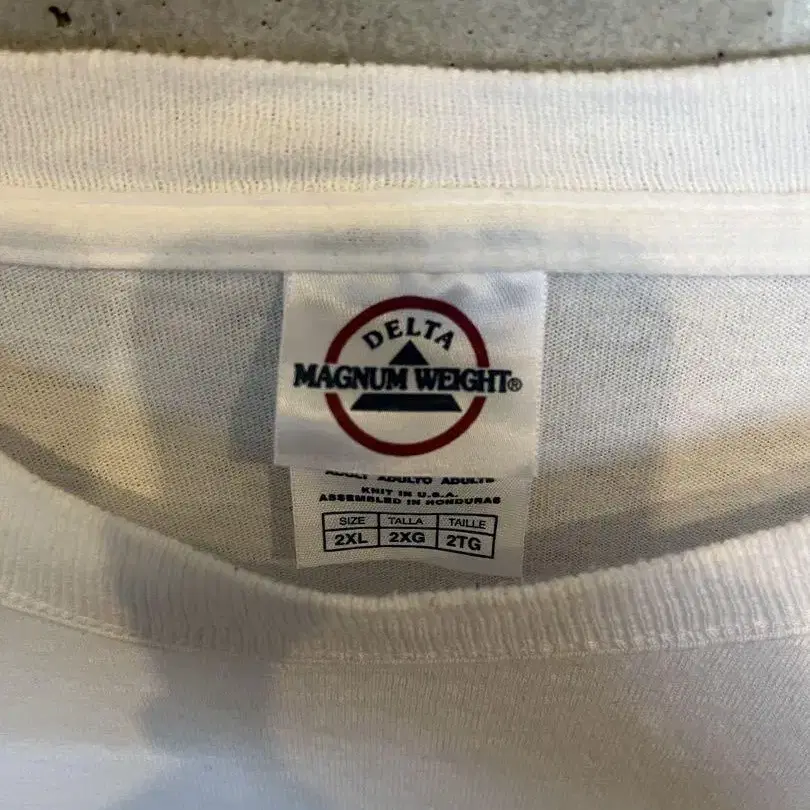 DELTA
MAGNUM WEIGHT®
ADULT ADULTO ADULTE
KNIT IN U.S.A.
ASSEMBLED IN HONDURAS
SIZE TALLA TAILLE
2XL 2XG 2TG